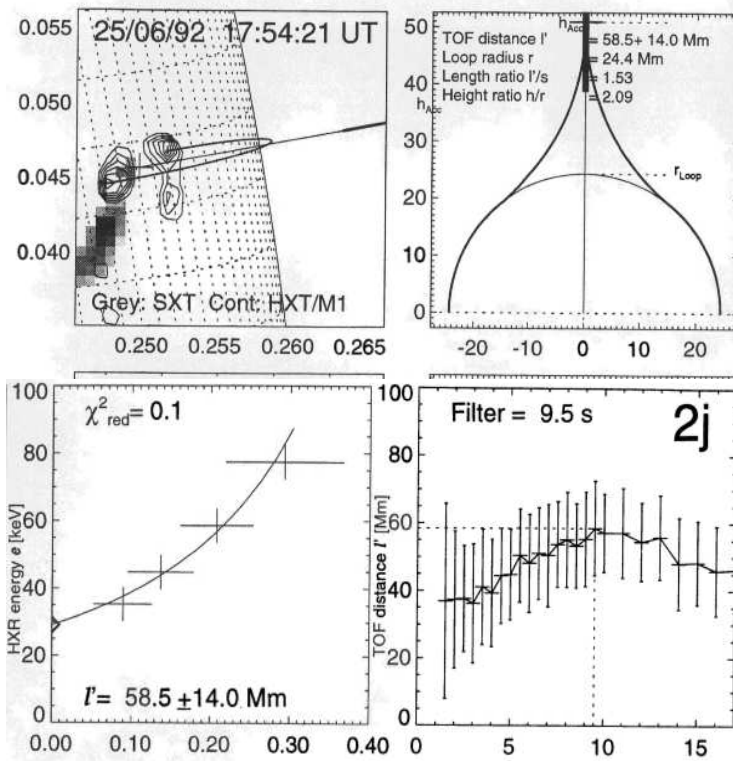 25/06/92 17:54:21 UT
0.055
0.050
0.045
0.040
Grey: SXT Cont: HXT/M1
0.250 0.255 0.260 0.265
50
40
30
20
10
0
h_Acc
TOF distance l' = 58.5+ 14.0 Mm
Loop radius r = 24.4 Mm
Length ratio l'/s = 1.53
Height ratio h/r = 2.09
h_Acc
r_Loop
-20 -10 0 10 20
100
80
60
40
20
0
HXR energy e [keV]
χ²_red= 0.1
l'= 58.5 ±14.0 Mm
0.00 0.10 0.20 0.30 0.40
100
80
60
40
20
0
TOF distance l' [Mm]
Filter = 9.5 s
2j
0 5 10 15